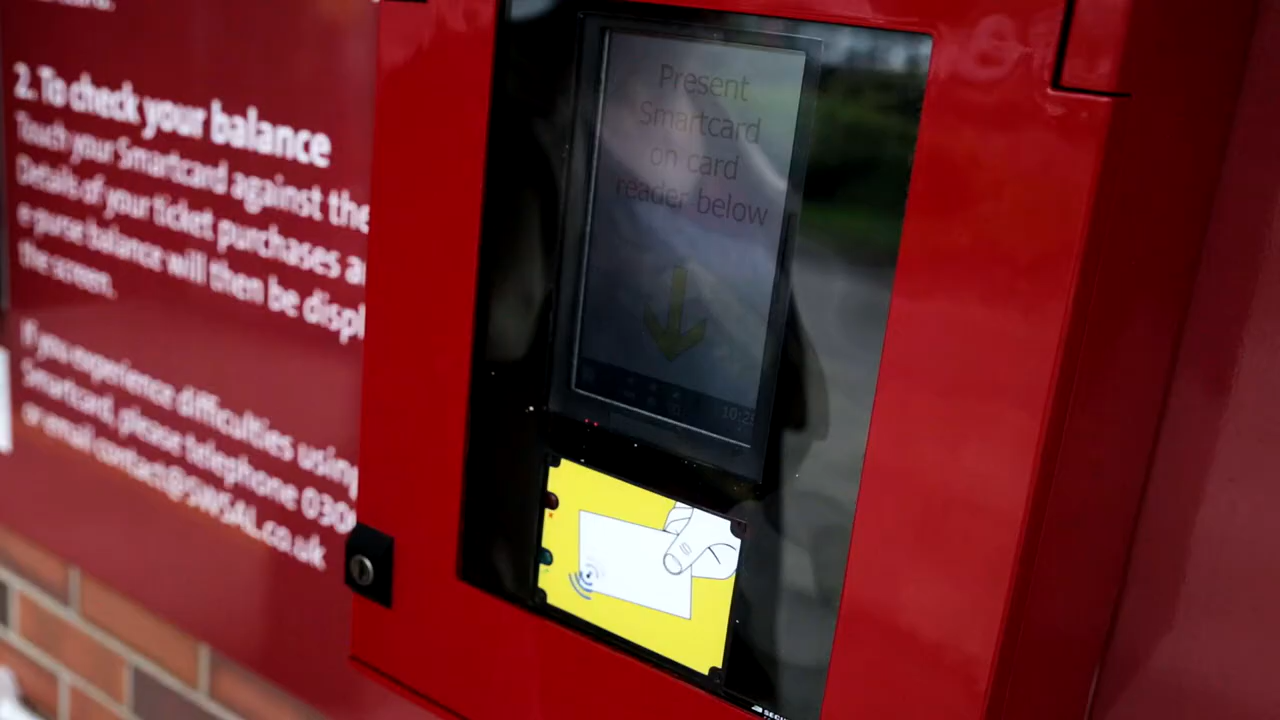 2. To check your balance
Touch your Smartcard against the
Details of your ticket purchases a
e-purse balance will then be displ
the screen.
If you experience difficulties using
Smartcard, please telephone 030
or email contact@SWSAL.co.uk
Present
Smartcard
on card
reader below
10:2